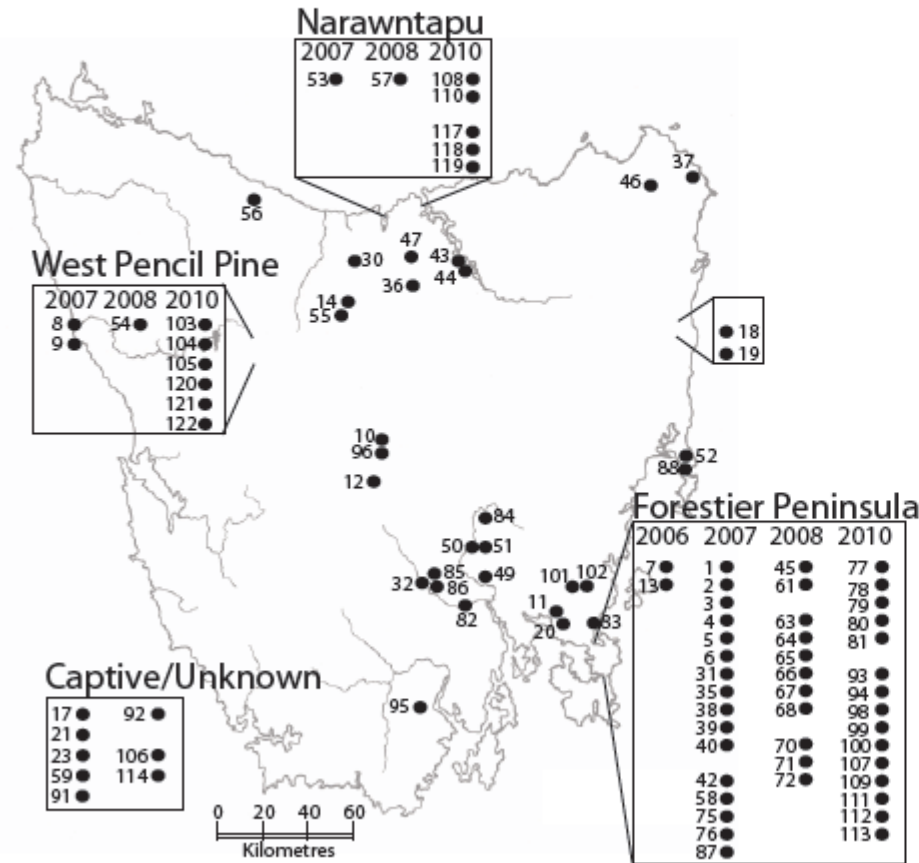 Narawntapu
2007 2008 2010
53 57 108
110
117
118
119
37
46
56
47
30
43
44
36
14
55
West Pencil Pine
2007 2008 2010
8 54 103
9 104
105
120
121
122
18
19
10
96
12
52
88
84
50 51
85
32 86
49
82
101 102
11
20
83
95
Forestier Peninsula
2006 2007 2008 2010
7 1 45 77
13 2 61 78
3 79
4 63 80
5 64 81
6 65
31 66 93
35 67 94
38 68 98
39 99
40 70 100
71 107
42 72 109
58 111
75 112
76 113
87
Captive/Unknown
17 92
21
23 106
59 114
91
0 20 40 60
Kilometres